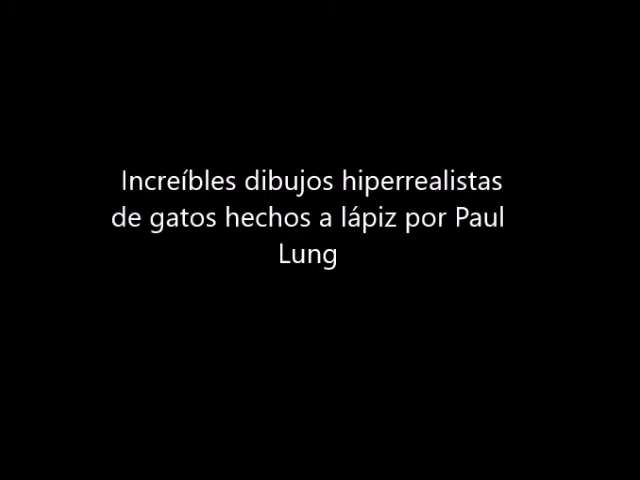 Increíbles dibujos hiperrealistas
de gatos hechos a lápiz por Paul
Lung